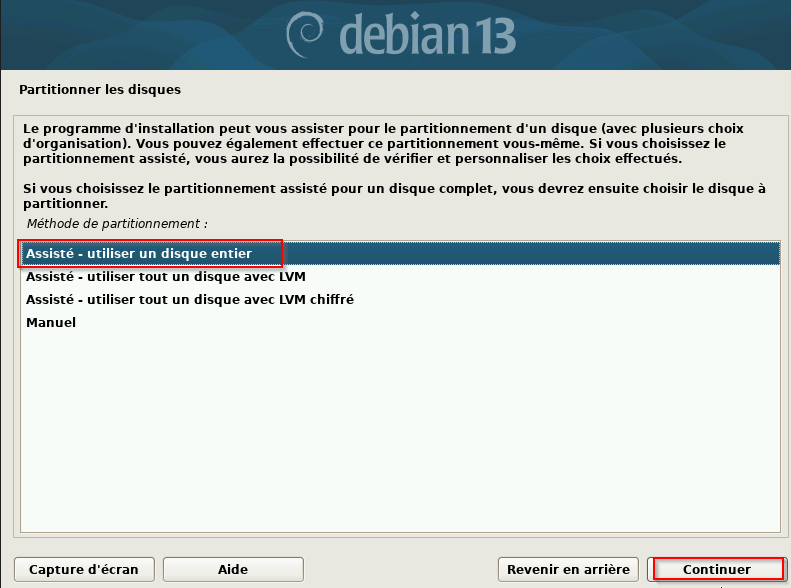 debian 13
Partitionner les disques
Le programme d'installation peut vous assister pour le partitionnement d'un disque (avec plusieurs choix
d'organisation). Vous pouvez également effectuer ce partitionnement vous-même. Si vous choisissez le
partitionnement assisté, vous aurez la possibilité de vérifier et personnaliser les choix effectués.
Si vous choisissez le partitionnement assisté pour un disque complet, vous devrez ensuite choisir le disque à
partitionner.
Méthode de partitionnement :
Assisté - utiliser un disque entier
Assisté - utiliser tout un disque avec LVM
Assisté - utiliser tout un disque avec LVM chiffré
Manuel
Capture d'écran
Aide
Revenir en arrière
Continuer